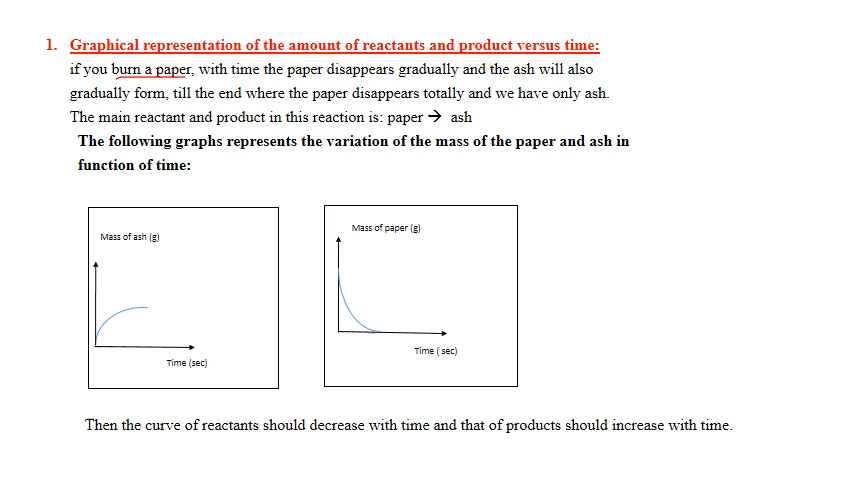 1. Graphical representation of the amount of reactants and product versus time:
if you burn a paper, with time the paper disappears gradually and the ash will also
gradually form, till the end where the paper disappears totally and we have only ash.
The main reactant and product in this reaction is: paper → ash
The following graphs represents the variation of the mass of the paper and ash in
function of time:
Mass of ash (g)
Time (sec)
Mass of paper (g)
Time ( sec)
Then the curve of reactants should decrease with time and that of products should increase with time.